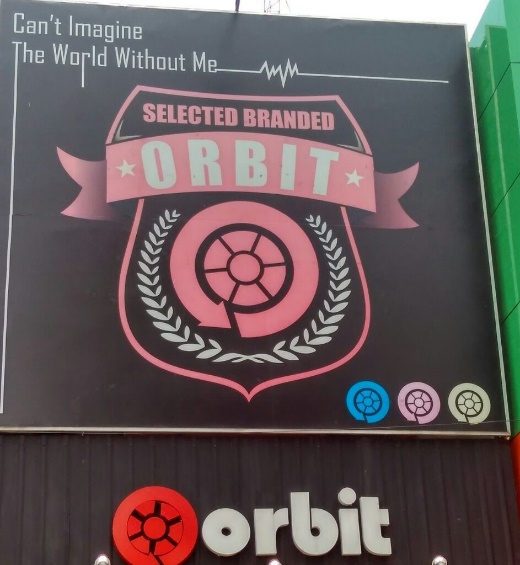 Can't Imagine
The World Without Me
SELECTED BRANDED
ORBIT
orbit